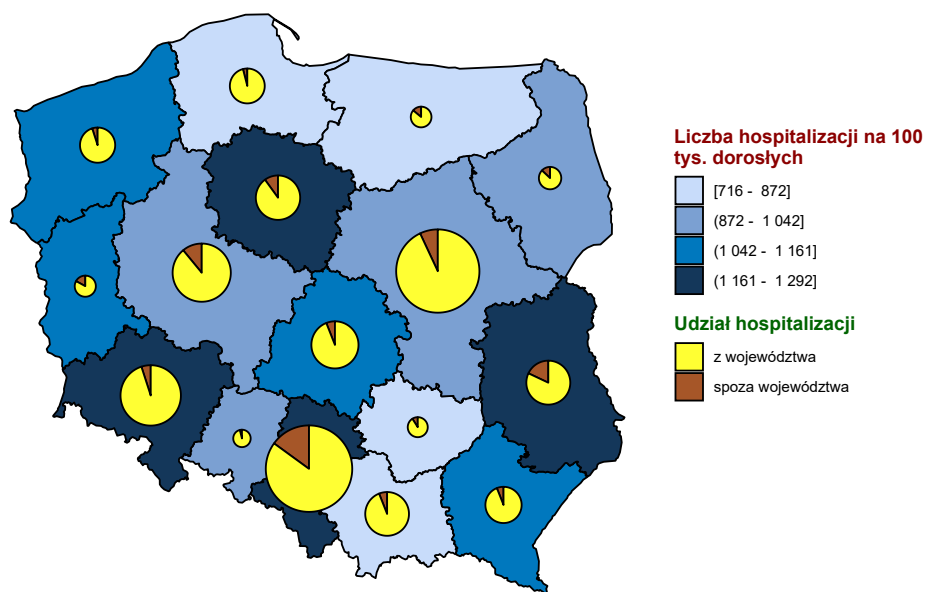 Liczba hospitalizacji na 100
tys. dorosłych
[716 - 872]
(872 - 1 042]
(1 042 - 1 161]
(1 161 - 1 292]
Udział hospitalizacji
z województwa
spoza województwa